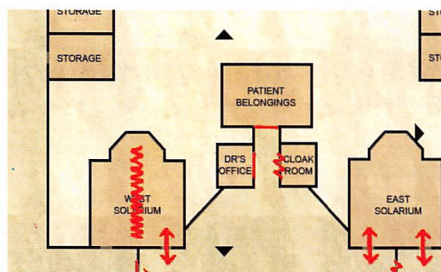 STORAGE
STORAGE
PATIENT
BELONGINGS
DR'S
OFFICE
CLOAK
ROOM
WEST
SOLARIUM
EAST
SOLARIUM